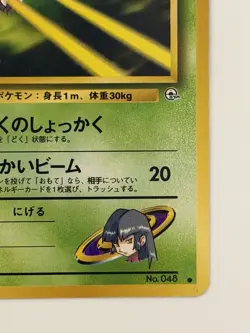 ポケモン：身長1m、体重30kg
くのしょっかく
を「どく」状態にする。
かいビーム
20
ンを投げて「おもて」なら、相手についてい
ネルギーカードを1枚選び、トラッシュする。
にげる
No. 048 ●